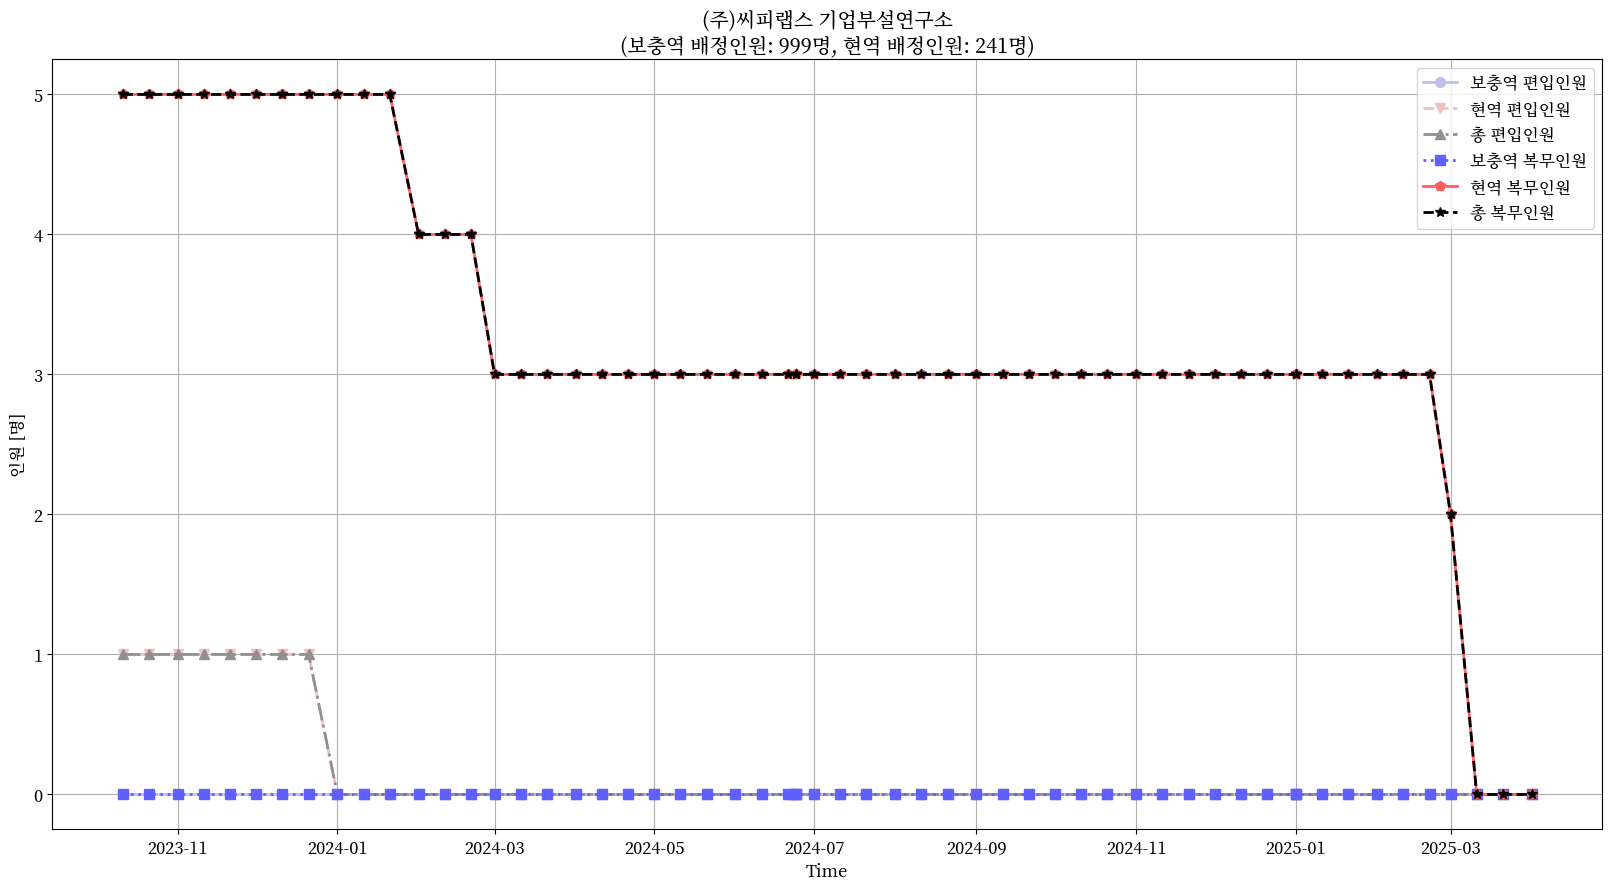 (주)씨피랩스 기업부설연구소
(보충역 배정인원: 999명, 현역 배정인원: 241명)
보충역 편입인원
현역 편입인원
총 편입인원
보충역 복무인원
현역 복무인원
총 복무인원
인원 [명]
5
4
3
2
1
0
2023-11
2024-01
2024-03
2024-05
2024-07
2024-09
2024-11
2025-01
2025-03
Time